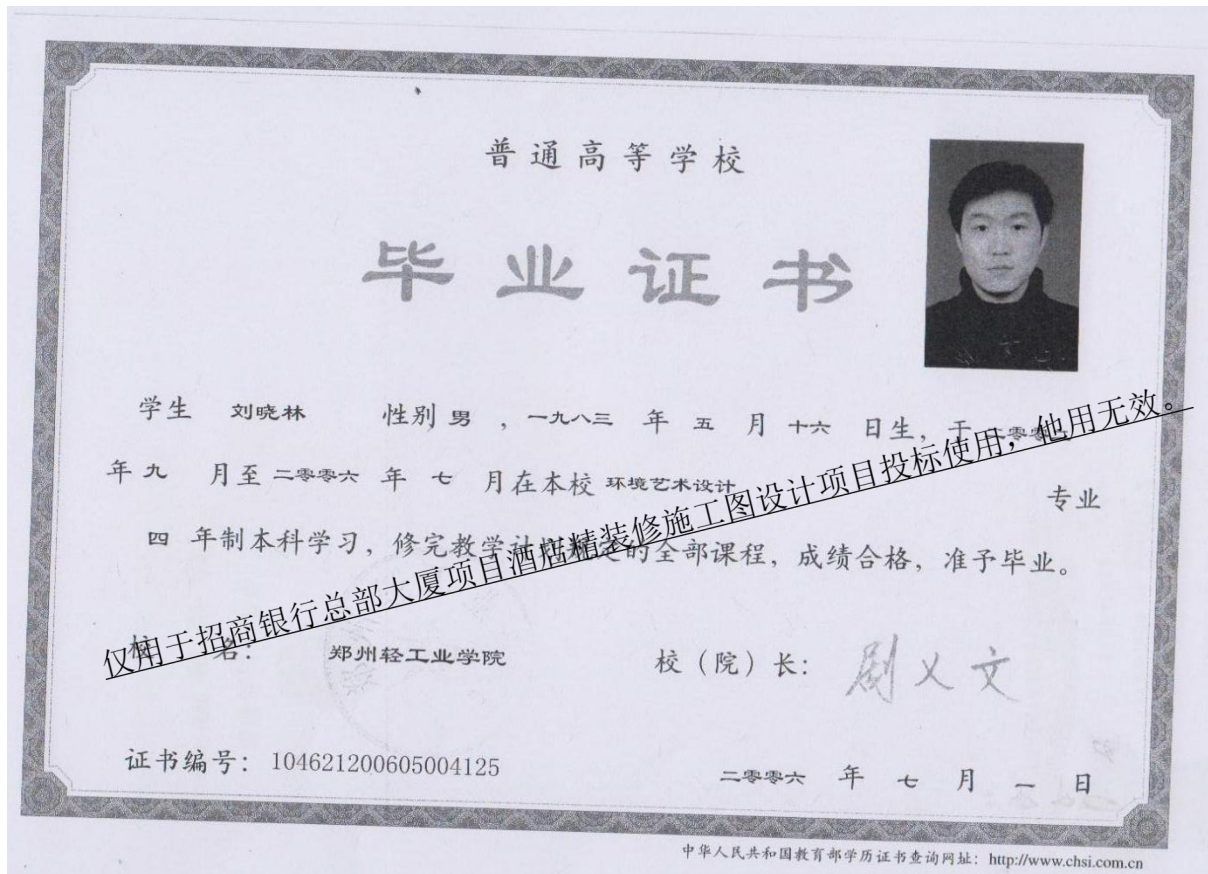 普通高等学校
毕业证书
学生 刘晓林 性别 男 , 一九八三 年 五 月 十六 日生, 于
年 九 月至 二零零六 年 七 月在本校 环境艺术设计 专业
四 年制本科学习, 修完教学 的全部课程, 成绩合格, 准予毕业。
仅用于招商银行总部大厦项目酒店精装修施工图设计项目投标使用, 他用无效。
校 名: 郑州轻工业学院 校 (院) 长: 剧义文
证书编号: 104621200605004125 二零零六 年 七 月 一 日
中华人民共和国教育部学历证书查询网址: http://www.chsi.com.cn